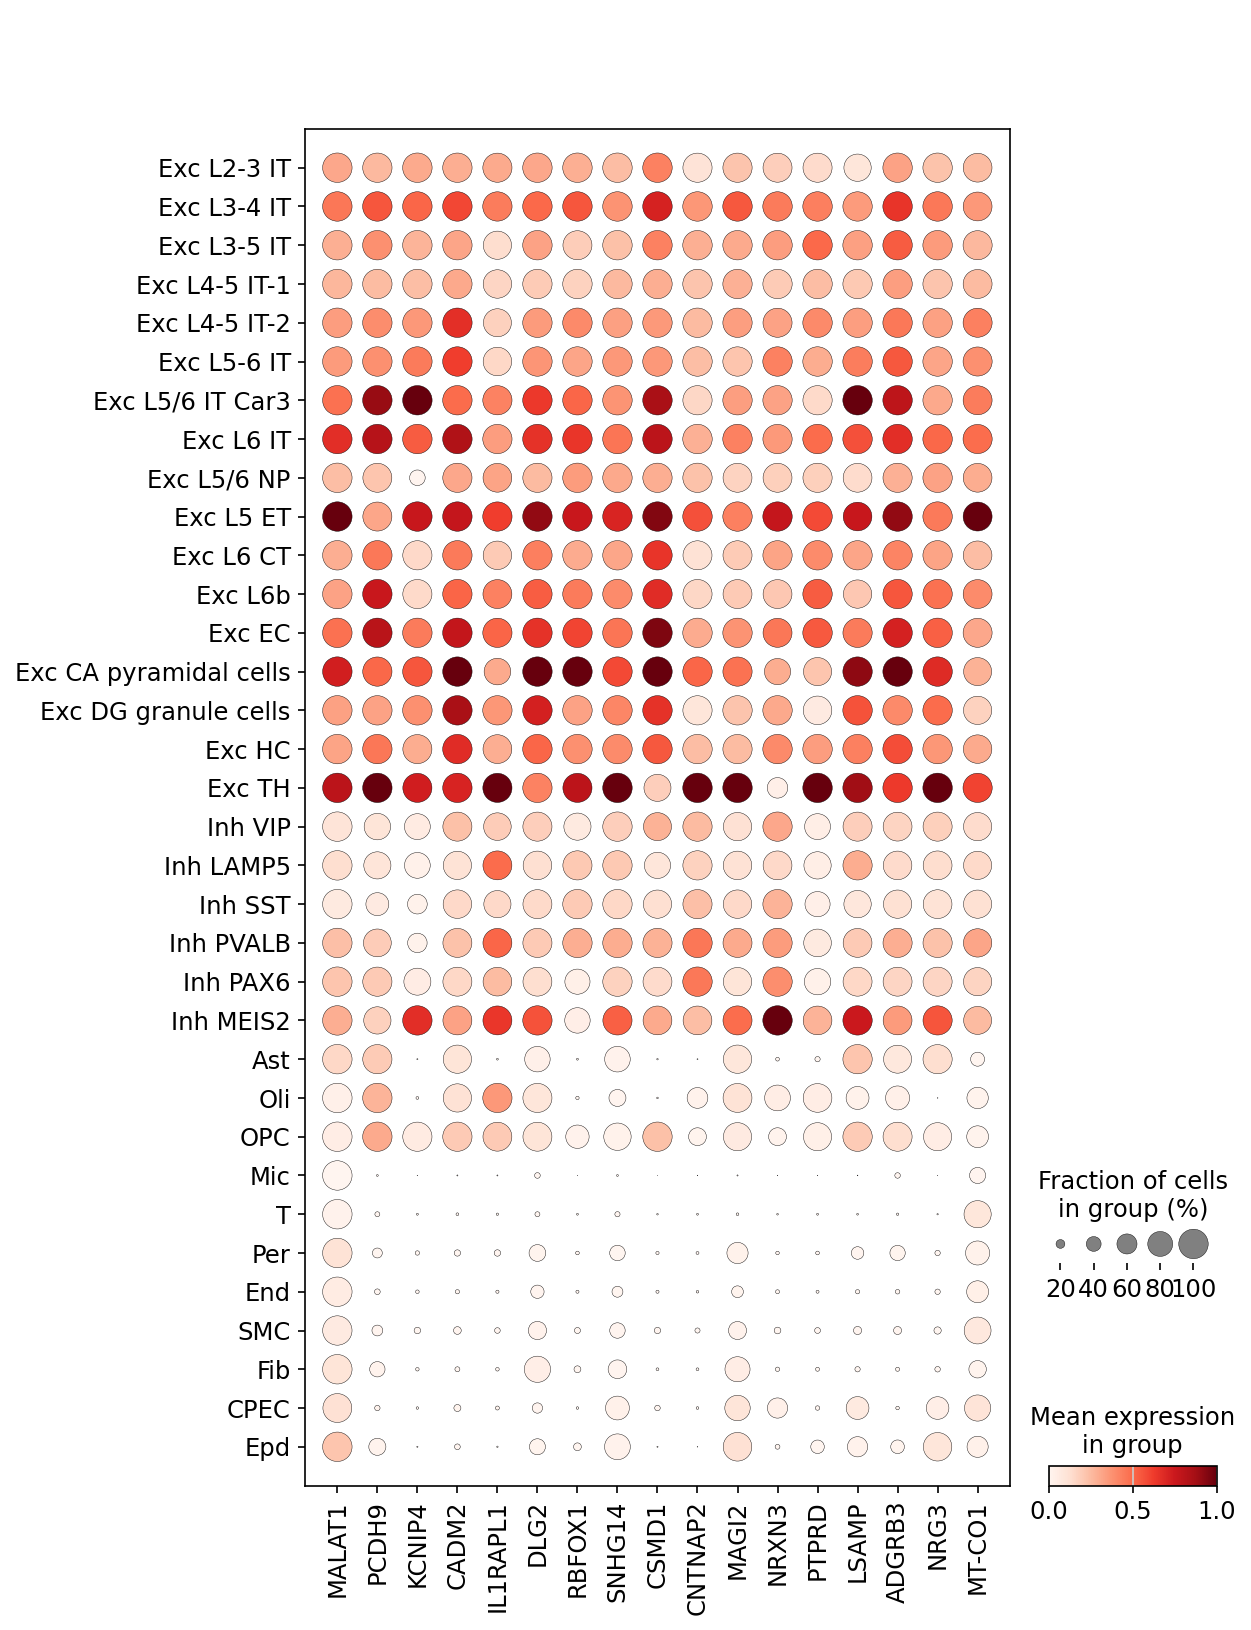 Exc L2-3 IT
Exc L3-4 IT
Exc L3-5 IT
Exc L4-5 IT-1
Exc L4-5 IT-2
Exc L5-6 IT
Exc L5/6 IT Car3
Exc L6 IT
Exc L5/6 NP
Exc L5 ET
Exc L6 CT
Exc L6b
Exc EC
Exc CA pyramidal cells
Exc DG granule cells
Exc HC
Exc TH
Inh VIP
Inh LAMP5
Inh SST
Inh PVALB
Inh PAX6
Inh MEIS2
Ast
Oli
OPC
Mic
T
Per
End
SMC
Fib
CPEC
Epd
MALAT1
PCDH9
KCNIP4
CADM2
IL1RAPL1
DLG2
RBFOX1
SNHG14
CSMD1
CNTNAP2
MAGI2
NRXN3
PTPRD
LSAMP
ADGRB3
NRG3
MT-CO1
Fraction of cells
in group (%)
20 40 60 80 100
Mean expression
in group
0.0 0.5 1.0